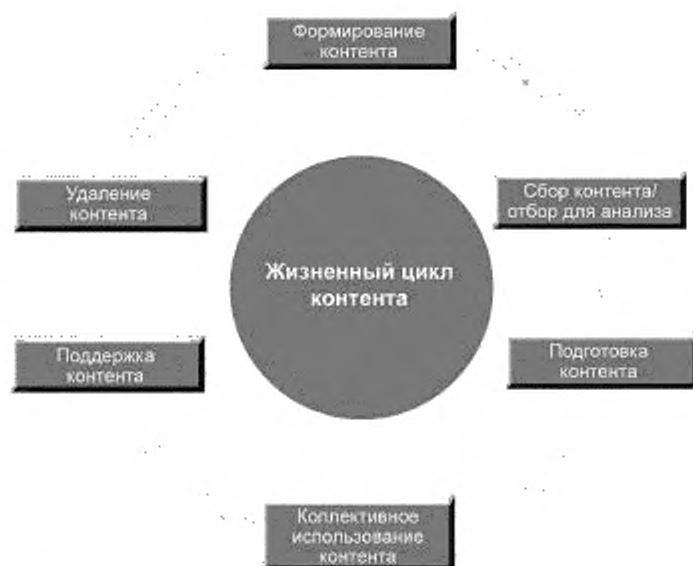 Формирование
контента
Удаление
контента
Сбор контента/
отбор для анализа
Жизненный цикл
контента
Поддержка
контента
Подготовка
контента
Коллективное
использование
контента